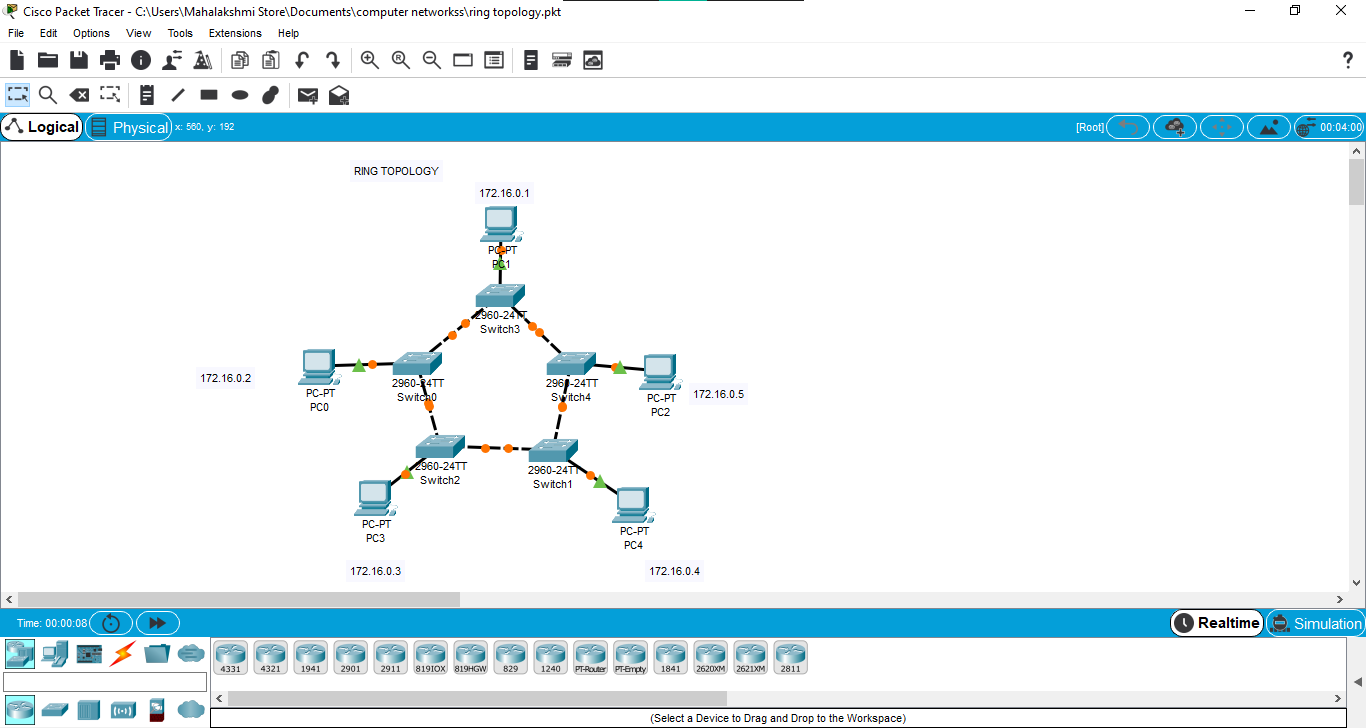 Cisco Packet Tracer - C:\Users\Mahalakshmi Store\Documents\computer networkss\ring topology.pkt
File Edit Options View Tools Extensions Help
Logical Physical x: 560, y: 192 [Root] 00:04:00
RING TOPOLOGY
172.16.0.1
PC-PT
PC1
2960-24TT
Switch3
172.16.0.2
PC-PT
PC0
2960-24TT
Switch0
2960-24TT
Switch4
PC-PT
PC2
172.16.0.5
2960-24TT
Switch2
2960-24TT
Switch1
PC-PT
PC3
PC-PT
PC4
172.16.0.3
172.16.0.4
Time: 00:00:08 Realtime Simulation
4331 4321 1941 2901 2911 819IOX 819HGW 829 1240 PT-Router PT-Empty 1841 2620XM 2621XM 2811
(Select a Device to Drag and Drop to the Workspace)